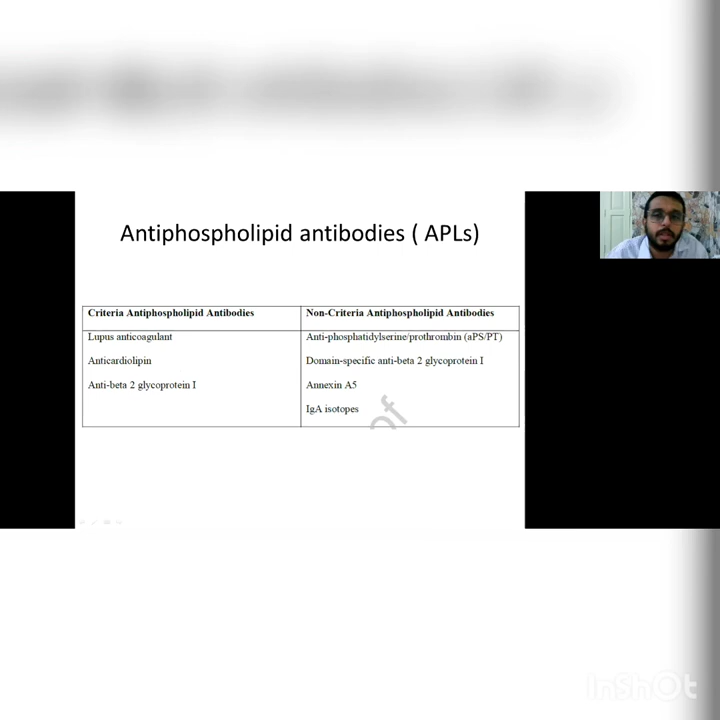 Antiphospholipid antibodies ( APLs)
Criteria Antiphospholipid Antibodies
Non-Criteria Antiphospholipid Antibodies
Lupus anticoagulant
Anti-phosphatidylserine/prothrombin (aPS/PT)
Anticardiolipin
Domain-specific anti-beta 2 glycoprotein I
Anti-beta 2 glycoprotein I
Annexin A5
IgA isotopes
of
InShOt